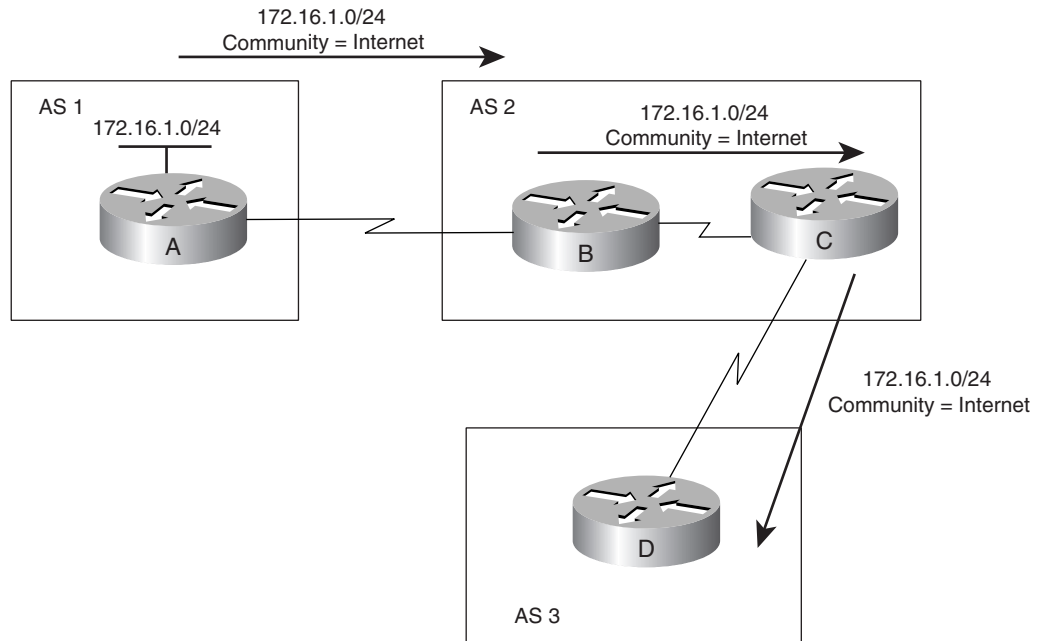 172.16.1.0/24
Community = Internet
AS 1
172.16.1.0/24
A
AS 2
172.16.1.0/24
Community = Internet
B
C
172.16.1.0/24
Community = Internet
D
AS 3